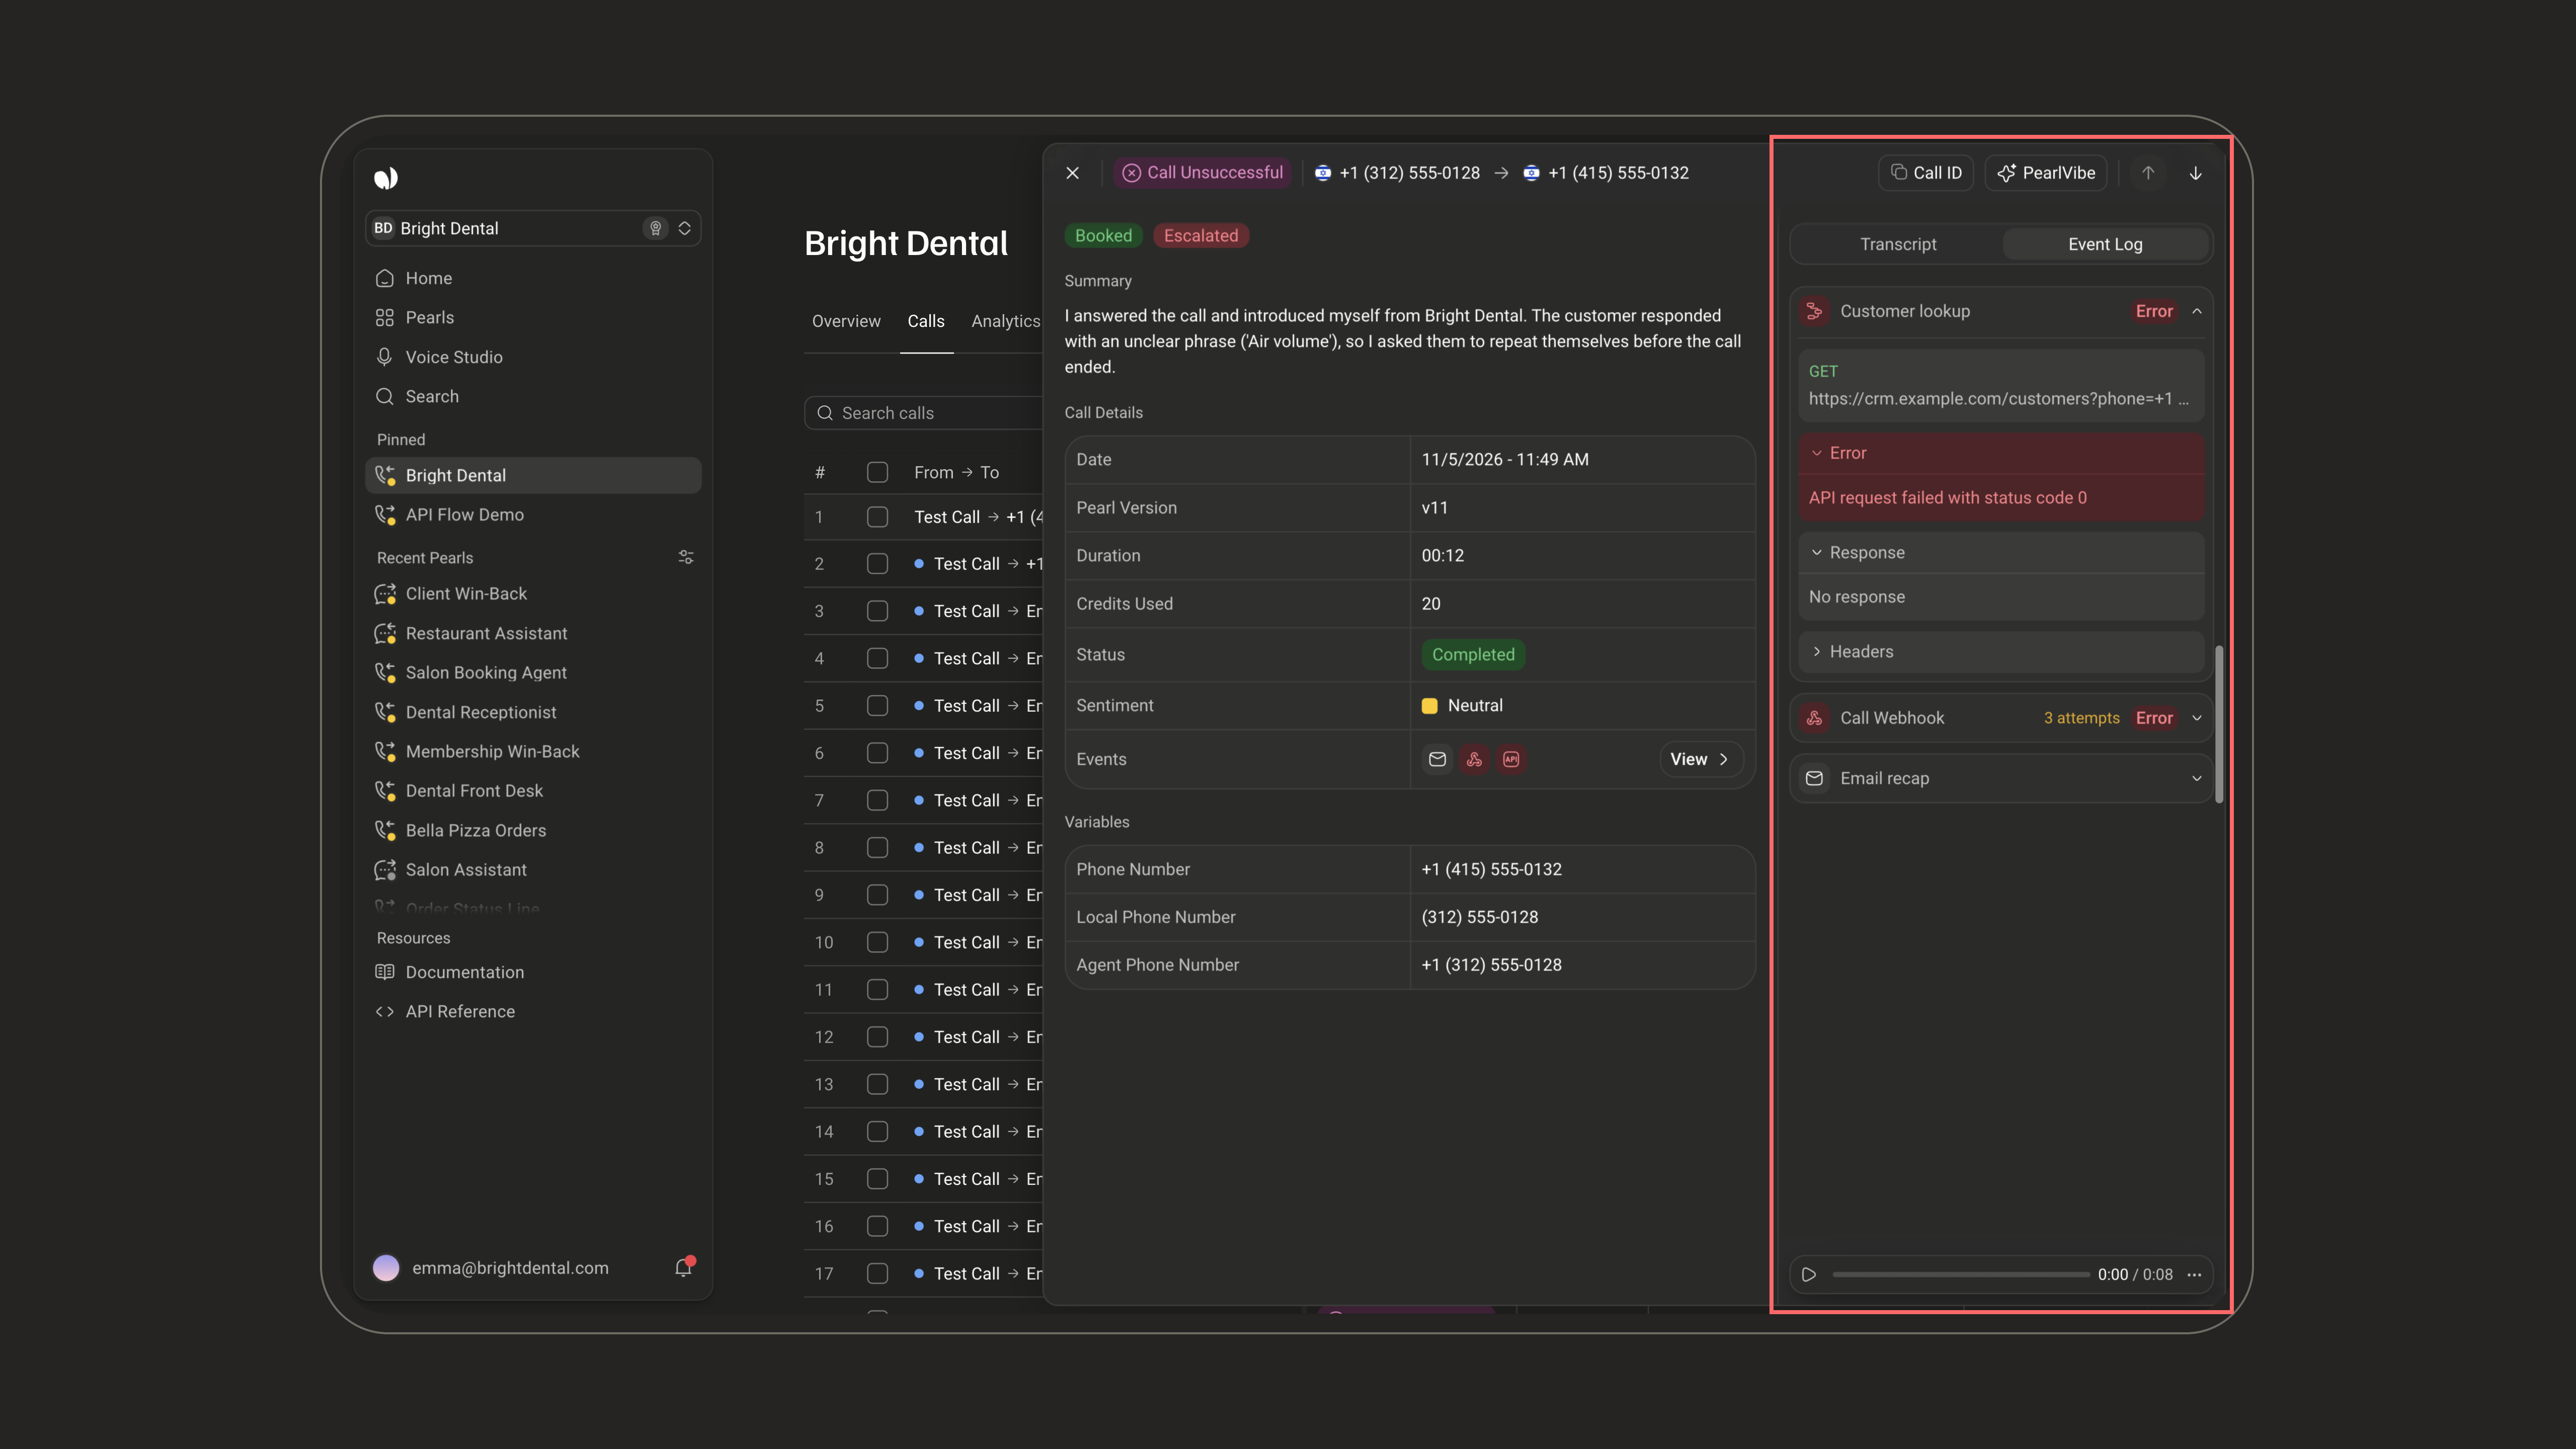 BD Bright Dental
Home
Pearls
Voice Studio
Search
Pinned
Bright Dental
API Flow Demo
Recent Pearls
Client Win-Back
Restaurant Assistant
Salon Booking Agent
Dental Receptionist
Membership Win-Back
Dental Front Desk
Bella Pizza Orders
Salon Assistant
Order Status Line
Resources
Documentation
API Reference
emma@brightdental.com
Bright Dental
Overview Calls Analytics
Search calls
# From → To
1 Test Call → +1 (4
2 Test Call → +1
3 Test Call → Er
4 Test Call → Er
5 Test Call → Er
6 Test Call → Er
7 Test Call → Er
8 Test Call → Er
9 Test Call → Er
10 Test Call → Er
11 Test Call → Er
12 Test Call → Er
13 Test Call → Er
14 Test Call → Er
15 Test Call → Er
16 Test Call → Er
17 Test Call → Er
Call Unsuccessful +1 (312) 555-0128 → +1 (415) 555-0132
Booked Escalated
Summary
I answered the call and introduced myself from Bright Dental. The customer responded
with an unclear phrase ('Air volume'), so I asked them to repeat themselves before the call
ended.
Call Details
Date 11/5/2026 - 11:49 AM
Pearl Version v11
Duration 00:12
Credits Used 20
Status Completed
Sentiment Neutral
Events API View
Variables
Phone Number +1 (415) 555-0132
Local Phone Number (312) 555-0128
Agent Phone Number +1 (312) 555-0128
Call ID PearlVibe
Transcript Event Log
Customer lookup Error
GET
https://crm.example.com/customers?phone=+1 ...
Error
API request failed with status code 0
Response
No response
Headers
Call Webhook 3 attempts Error
Email recap
0:00 / 0:08